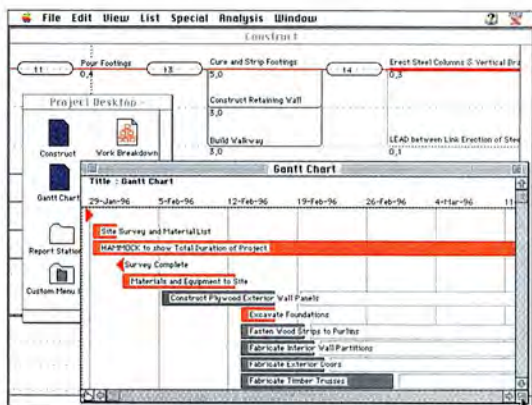 File Edit View List Special Analysis Window
Construct
t1 Pour Footings t3 Cure and Strip Footings t4 Erect Steel Columns & Vertical Bra
0,4 5,0 0,3
Construct Retaining Wall
3,0
Build Walkway
3,0
LEAD between Link Erection of Stee
0,1
Project Desktop
Construct Work Breakdown
Gantt Chart
Report Station
Custom Menu
Gantt Chart
Title : Gantt Chart
29-Jan-96 5-Feb-96 12-Feb-96 19-Feb-96 26-Feb-96 4-Mar-96 11
Site Survey and Material List
HAMMOCK to show Total Duration of Project
Survey Complete
Materials and Equipment to Site
Construct Plywood Exterior Wall Panels
Excavate Foundations
Fasten Wood Strips to Purlins
Fabricate Interior Wall Partitions
Fabricate Exterior Doors
Fabricate Timber Trusses